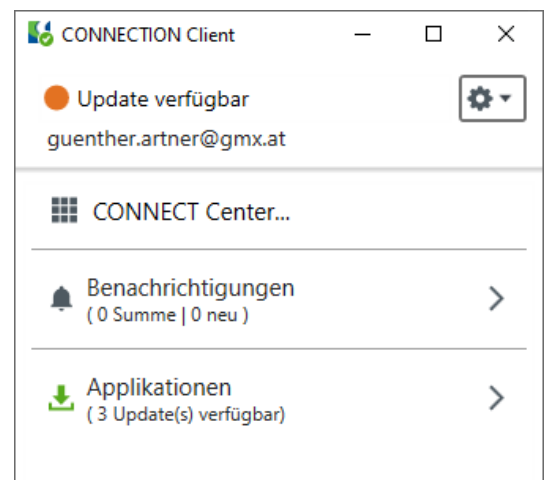 CONNECTION Client
Update verfügbar
guenther.artner@gmx.at
CONNECT Center...
Benachrichtigungen
( 0 Summe | 0 neu )
Applikationen
( 3 Update(s) verfügbar)